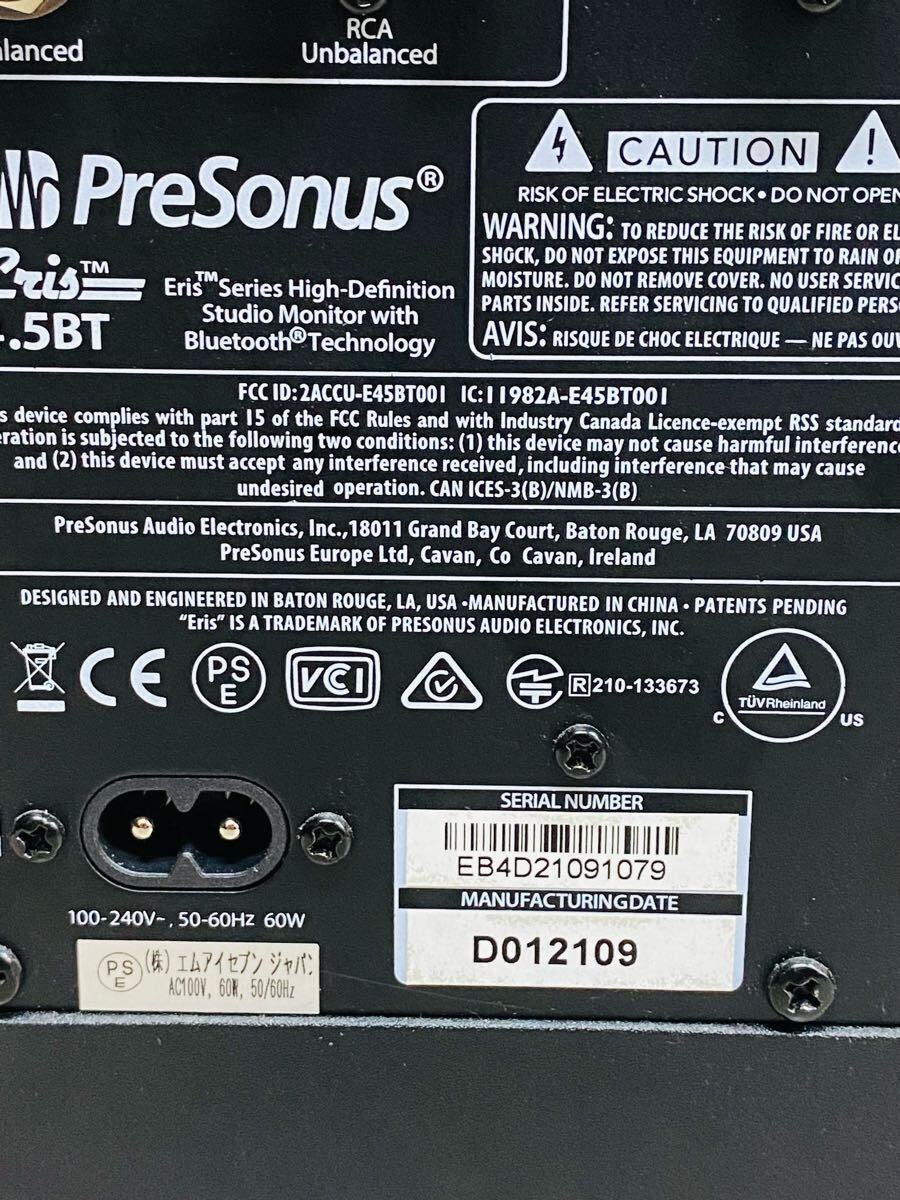 RCA
Unbalanced
PreSonus®
Eris™
4.5BT
Eris™ Series High-Definition
Studio Monitor with
Bluetooth® Technology
CAUTION
RISK OF ELECTRIC SHOCK • DO NOT OPEN
WARNING: TO REDUCE THE RISK OF FIRE OR
SHOCK, DO NOT EXPOSE THIS EQUIPMENT TO RAIN OR
MOISTURE. DO NOT REMOVE COVER. NO USER
PARTS INSIDE. REFER SERVICING TO QUALIFIED
AVIS: RISQUE DE CHOC ELECTRIQUE — NE PAS
FCC ID:2ACCU-E45BT001 IC:11982A-E45BT001
device complies with part 15 of the FCC Rules and with Industry Canada Licence-exempt RSS
is subjected to the following two conditions: (1) this device may not cause harmful interference
and (2) this device must accept any interference received, including interference that may cause
undesired operation. CAN ICES-3(B)/NMB-3(B)
PreSonus Audio Electronics, Inc.,18011 Grand Bay Court, Baton Rouge, LA 70809 USA
PreSonus Europe Ltd, Cavan, Co Cavan, Ireland
DESIGNED AND ENGINEERED IN BATON ROUGE, LA, USA •MANUFACTURED IN CHINA • PATENTS PENDING
"Eris" IS A TRADEMARK OF PRESONUS AUDIO ELECTRONICS, INC.
CE
PS
E
VCI
R 210-133673
TÜVRheinland
C US
SERIAL NUMBER
EB4D21091079
MANUFACTURINGDATE
D012109
100-240V~, 50-60Hz 60W
PS
E
(株)エムアイセブン ジャパン
AC100V, 60W, 50/60Hz